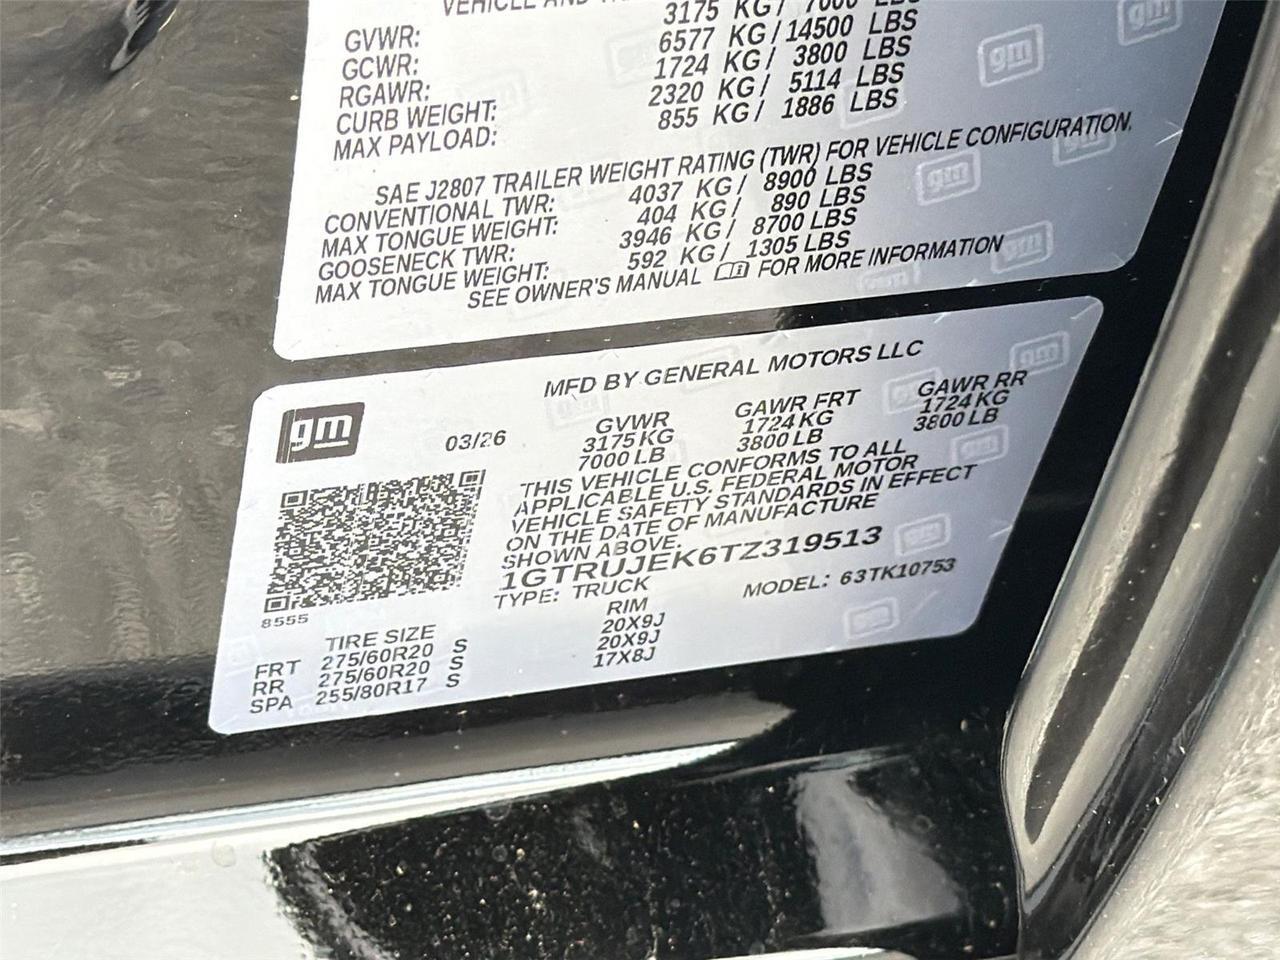 VEHICLE AND
GVWR: 3175 KG/ 7000 LBS
GCWR: 6577 KG/14500 LBS
RGAWR: 1724 KG/ 3800 LBS
CURB WEIGHT: 2320 KG/ 5114 LBS
MAX PAYLOAD: 855 KG/ 1886 LBS
SAE J2807 TRAILER WEIGHT RATING (TWR) FOR VEHICLE CONFIGURATION.
CONVENTIONAL TWR: 4037 KG/ 8900 LBS
MAX TONGUE WEIGHT: 404 KG/ 890 LBS
GOOSENECK TWR: 3946 KG/ 8700 LBS
MAX TONGUE WEIGHT: 592 KG/ 1305 LBS
SEE OWNER'S MANUAL FOR MORE INFORMATION
MFD BY GENERAL MOTORS LLC
gm
03/26
GVWR GAWR FRT GAWR RR
3175 KG 1724 KG 1724 KG
7000 LB 3800 LB 3800 LB
THIS VEHICLE CONFORMS TO ALL
APPLICABLE U.S. FEDERAL MOTOR
VEHICLE SAFETY STANDARDS IN EFFECT
ON THE DATE OF MANUFACTURE
SHOWN ABOVE.
1GTRUJEK6TZ319513
TYPE: TRUCK MODEL: 63TK10753
8555
TIRE SIZE RIM
FRT 275/60R20 S 20X9J
RR 275/60R20 S 20X9J
SPA 255/80R17 S 17X8J